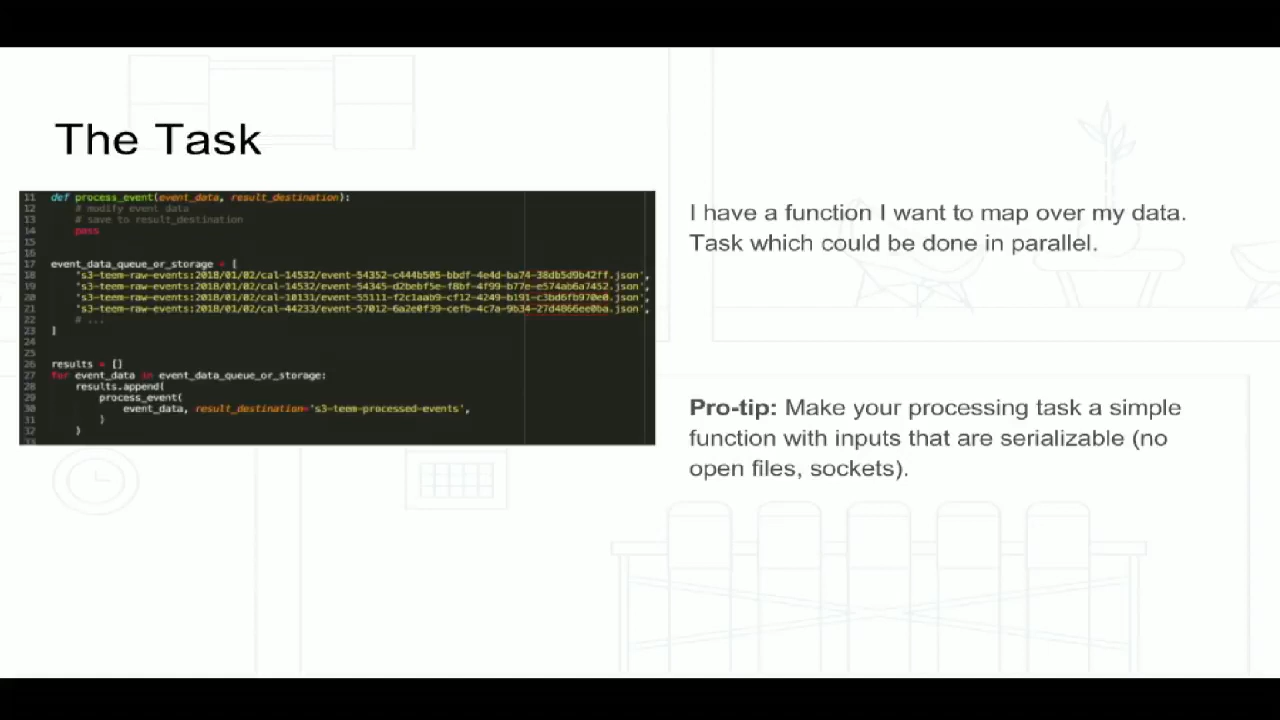 The Task
11 def process_event(event_data, result_destination):
12 # modify event data
13 # save to result_destination
14 pass
15
16
17 event_data_queue_or_storage = [
18 's3-teem-raw-events:2018/01/02/cal-14532/event-54352-c444b505-bbdf-4e4d-ba74-38db5d9b42ff.json',
19 's3-teem-raw-events:2018/01/02/cal-14532/event-54345-d2bebf5e-f8bf-4f99-b77e-e574ab6a7452.json',
20 's3-teem-raw-events:2018/01/02/cal-10131/event-55111-f2c1aab9-cf12-4249-b191-c3bd6fb970e8.json',
21 's3-teem-raw-events:2018/01/02/cal-44233/event-57012-6a2e0f39-cefb-4c7a-9b34-27d4866ee0ba.json',
22 # ...
23 ]
24
25
26 results = []
27 for event_data in event_data_queue_or_storage:
28 results.append(
29 process_event(
30 event_data, result_destination='s3-teem-processed-events',
31 )
32 )
33
I have a function I want to map over my data.
Task which could be done in parallel.
Pro-tip: Make your processing task a simple
function with inputs that are serializable (no
open files, sockets).